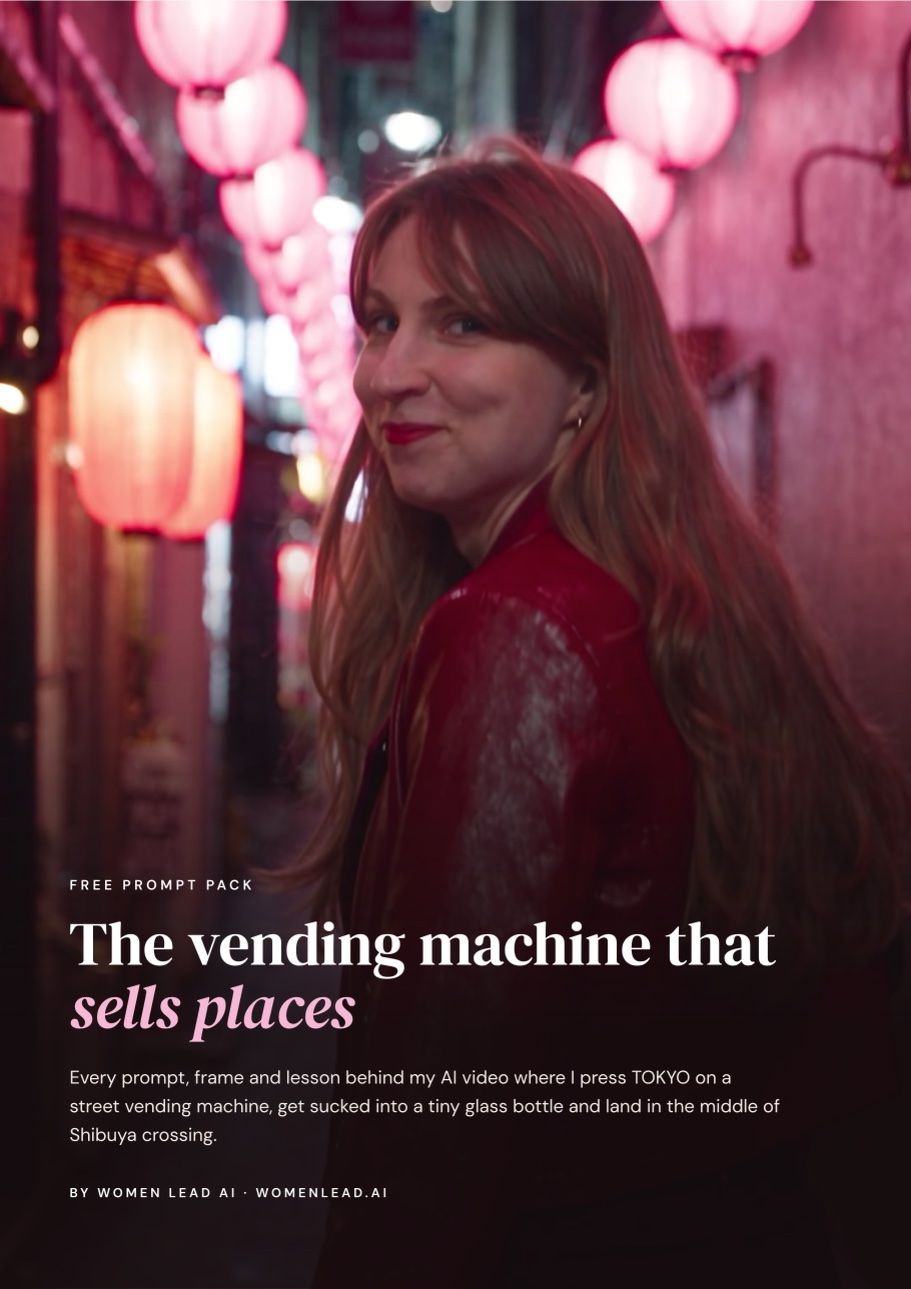 FREE PROMPT PACK
The vending machine that
sells places
Every prompt, frame and lesson behind my AI video where I press TOKYO on a
street vending machine, get sucked into a tiny glass bottle and land in the middle of
Shibuya crossing.
BY WOMEN LEAD AI · WOMENLEAD.AI